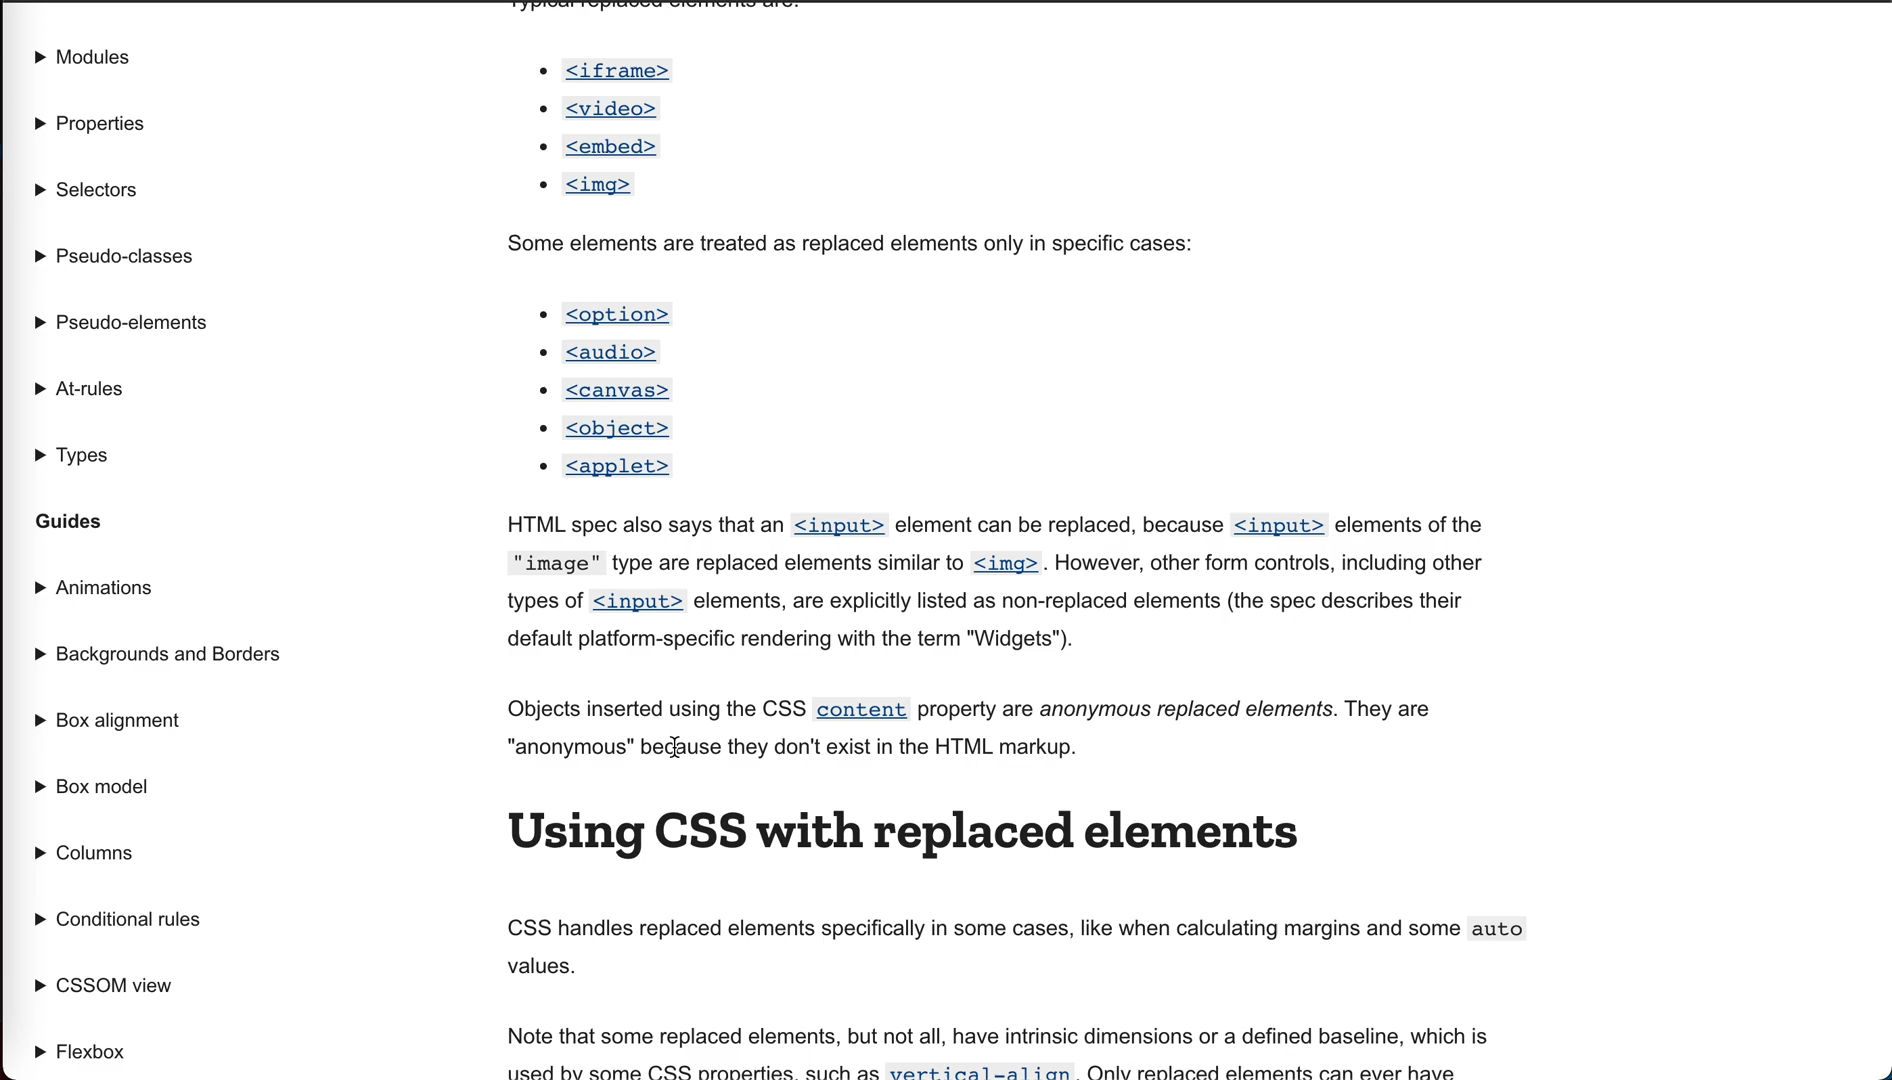 Typical replaced elements are:
Modules
Properties
Selectors
Pseudo-classes
Pseudo-elements
At-rules
Types
Guides
Animations
Backgrounds and Borders
Box alignment
Box model
Columns
Conditional rules
CSSOM view
Flexbox
<iframe>
<video>
<embed>
<img>
Some elements are treated as replaced elements only in specific cases:
<option>
<audio>
<canvas>
<object>
<applet>
HTML spec also says that an <input> element can be replaced, because <input> elements of the
"image" type are replaced elements similar to <img>. However, other form controls, including other
types of <input> elements, are explicitly listed as non-replaced elements (the spec describes their
default platform-specific rendering with the term "Widgets").
Objects inserted using the CSS content property are anonymous replaced elements. They are
"anonymous" because they don't exist in the HTML markup.
Using CSS with replaced elements
CSS handles replaced elements specifically in some cases, like when calculating margins and some auto
values.
Note that some replaced elements, but not all, have intrinsic dimensions or a defined baseline, which is
used by some CSS properties, such as vertical-align. Only replaced elements can ever have